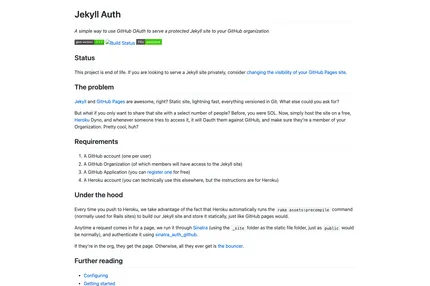 Jekyll Auth
A simple way to use GitHub OAuth to serve a protected Jekyll site to your GitHub organization
Build Status
Status
This project is end of life. If you are looking to serve a Jekyll site privately, consider changing the visibility of your GitHub Pages site.
The problem
Jekyll and GitHub Pages are awesome, right? Static site, lightning fast, everything versioned in Git. What else could you ask for?
But what if you only want to share that site with a select number of people? Before, you were SOL. Now, simply host the site on a free,
Heroku Dyno, and whenever someone tries to access it, it will Oauth them against GitHub, and make sure they're a member of your
Organization. Pretty cool, huh?
Requirements
1. A GitHub account (one per user)
2. A GitHub Organization (of which members will have access to the Jekyll site)
3. A GitHub Application (you can register one for free)
4. A Heroku account (you can technically use this elsewhere, but the instructions are for Heroku)
Under the hood
Every time you push to Heroku, we take advantage of the fact that Heroku automatically runs the rake assets:precompile command
(normally used for Rails sites) to build our Jekyll site and store it statically, just like GitHub pages would.
Anytime a request comes in for a page, we run it through Sinatra (using the _site folder as the static file folder, just as public would
be normally), and authenticate it using sinatra_auth_github.
If they're in the org, they get the page. Otherwise, all they ever get is the bouncer.
Further reading
Configuring
Getting started